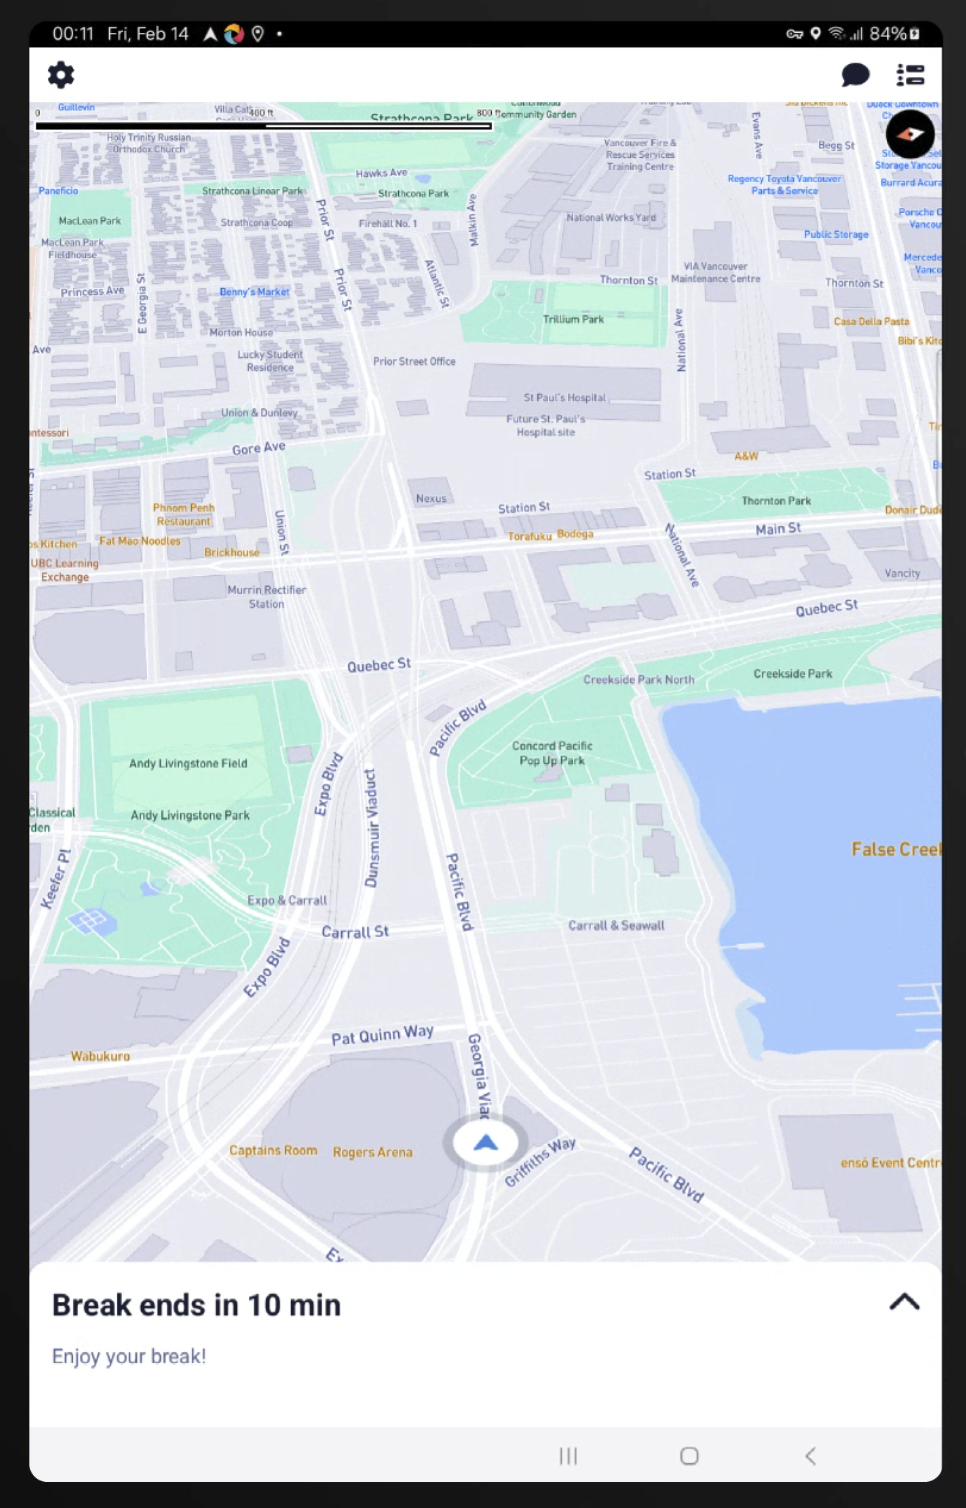 00:11 Fri, Feb 14
84%
0
400 ft
800 ft
Guillevin
Strathcona Park
Community Garden
Holy Trinity Russian
Orthodox Church
Vancouver Fire &
Rescue Services
Training Centre
Evans Ave
Begg St
Hawks Ave
Paneficio
Strathcona Linear Park
Strathcona Park
Regency Toyota Vancouver
Parts & Service
Storage Vancou
Burrard Acura
MacLean Park
Strathcona Coop
Prior St
Firehall No. 1
Malkin Ave
National Works Yard
Public Storage
Porsche C
Vancou
MacLean Park
Fieldhouse
Mercede
Vanco
Princess Ave
E Georgia St
Benny's Market
Prior St
Atlantic St
Thornton St
VIA Vancouver
Maintenance Centre
Thornton St
Morton House
Trillium Park
National Ave
Casa Della Pasta
Bibi's Kitc
Ave
Lucky Student
Residence
Prior Street Office
St Paul's Hospital
Future St. Paul's
Hospital site
Union & Dunlevy
ntessori
Gore Ave
A&W
Station St
Nexus
Station St
Thornton Park
Phnom Penh
Restaurant
Union St
Torafuku
Bodega
Main St
Donair Dude
os Kitchen
Fat Mao Noodles
Brickhouse
National Ave
UBC Learning
Exchange
Vancity
Murrin Rectifier
Station
Quebec St
Quebec St
Creekside Park North
Creekside Park
Pacific Blvd
Concord Pacific
Pop Up Park
Andy Livingstone Field
Expo Blvd
Dunsmuir Viaduct
Classical
rden
Andy Livingstone Park
False Creek
Keefer Pl
Pacific Blvd
Expo & Carrall
Carrall St
Carrall & Seawall
Expo Blvd
Pat Quinn Way
Wabukuro
Georgia Viad
Captains Room
Rogers Arena
Griffiths Way
Pacific Blvd
ensō Event Centr
Ex
Break ends in 10 min
Enjoy your break!